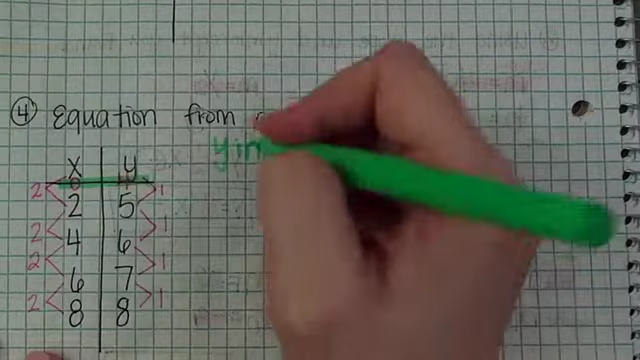 ④ Equation from
yin
x y
2 5 2 1
4 6 2 1
6 7 2 1
8 8 2 1